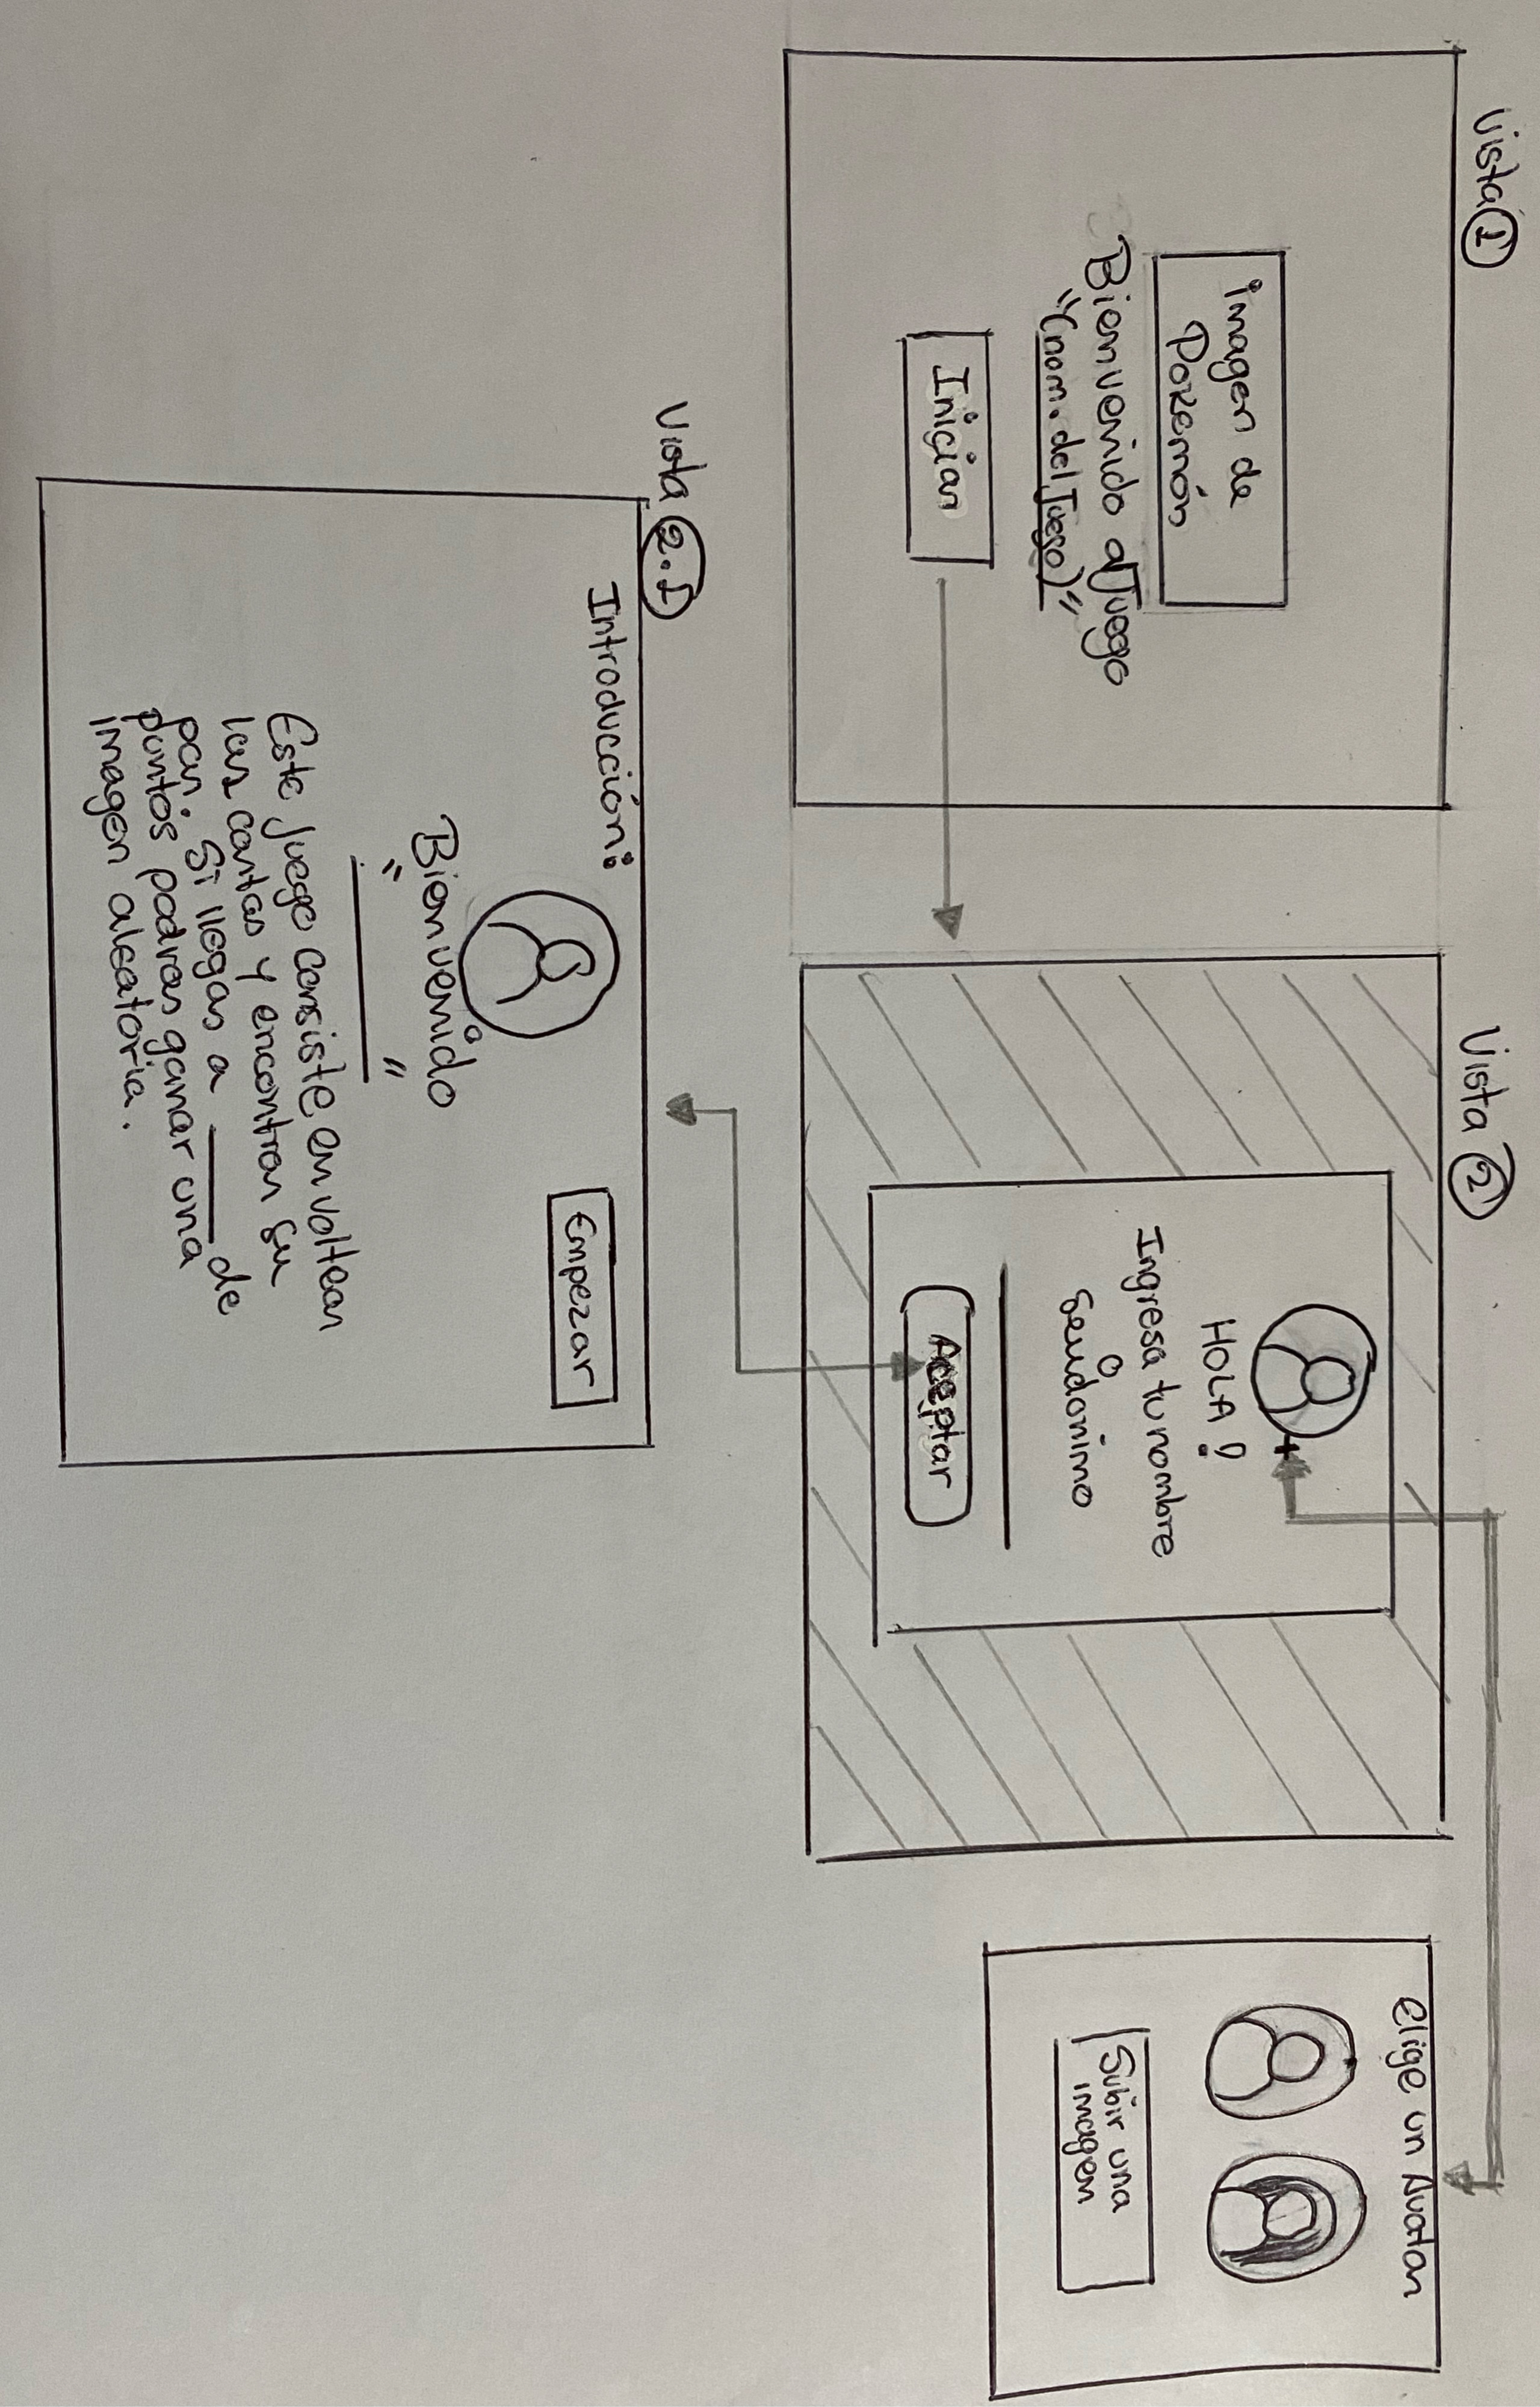 Vista 1
Imagen de
Pokemón
Bienvenido al Juego
"(nom. del Juego)"
Iniciar
Vista 2
+
HOLA !
Ingresa tu nombre
o
Seudonimo
Aceptar
Elige un Avatar
Subir una
imagen
Vista 2.1
Introducción:
Empezar
Bienvenido
" "
Este juego consiste en voltear
las cartas y encontrar su
par. Si llegas a ____ de
puntos podras ganar una
imagen aleatoria.